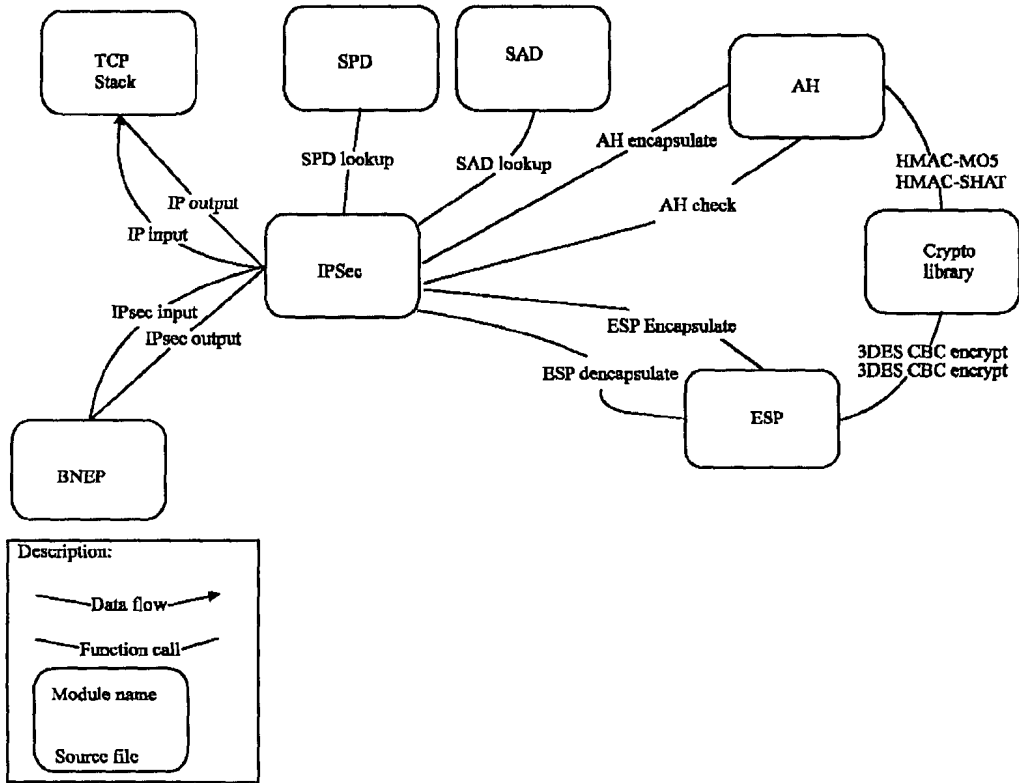 TCP
Stack
SPD
SAD
AH
SPD lookup
SAD lookup
AH encapsulate
HMAC-MO5
HMAC-SHAT
IP output
AH check
IP input
IPSec
Crypto
library
IPsec input
ESP Encapsulate
IPsec output
3DES CBC encrypt
3DES CBC encrypt
ESP dencapsulate
ESP
BNEP
Description:
Data flow
Function call
Module name
Source file